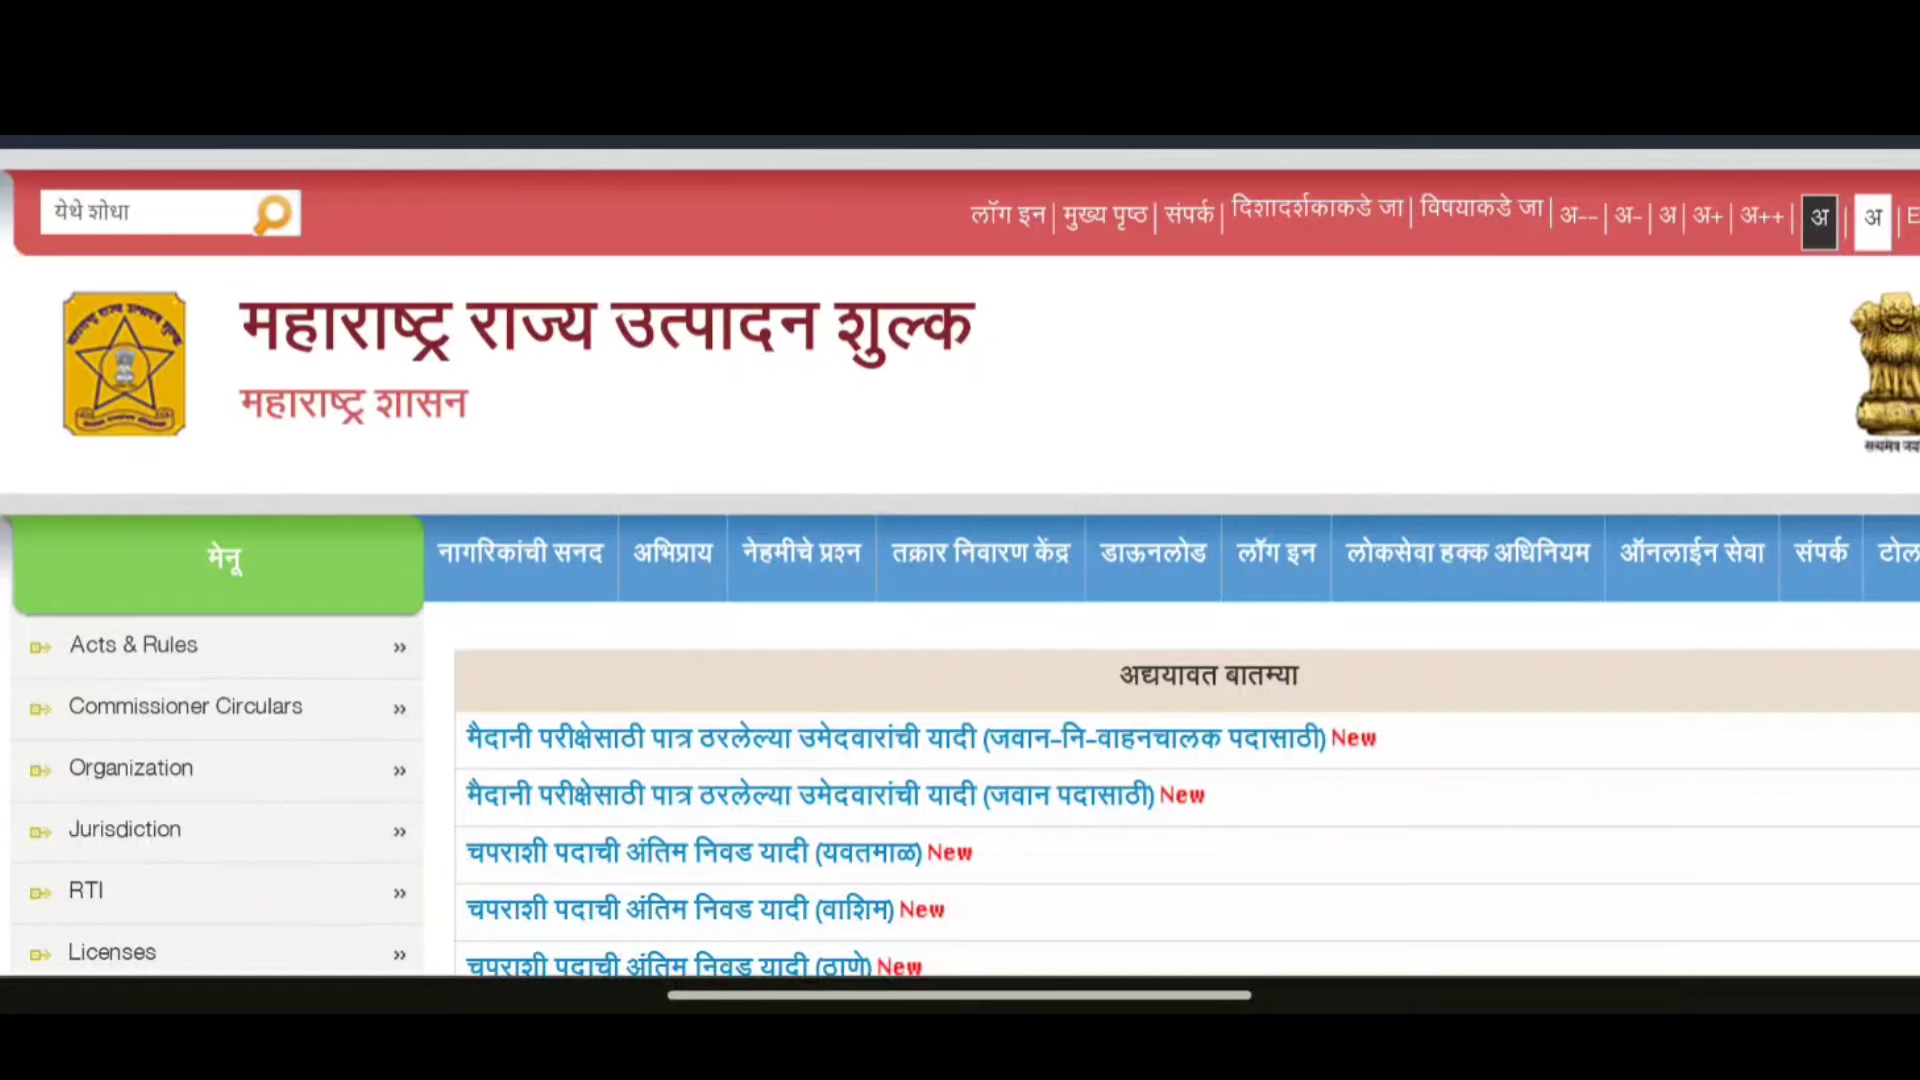 येथे शोधा
लॉग इन | मुख्य पृष्ठ | संपर्क | दिशादर्शकाकडे जा | विषयाकडे जा | अ-- | अ- | अ | अ+ | अ++ | अ | अ | E
महाराष्ट्र राज्य उत्पादन शुल्क
महाराष्ट्र शासन
मेनू
नागरिकांची सनद अभिप्राय नेहमीचे प्रश्न तक्रार निवारण केंद्र डाऊनलोड लॉग इन लोकसेवा हक्क अधिनियम ऑनलाईन सेवा संपर्क टोल
Acts & Rules »
Commissioner Circulars »
Organization »
Jurisdiction »
RTI »
Licenses »
अद्ययावत बातम्या
मैदानी परीक्षेसाठी पात्र ठरलेल्या उमेदवारांची यादी (जवान-नि-वाहनचालक पदासाठी) New
मैदानी परीक्षेसाठी पात्र ठरलेल्या उमेदवारांची यादी (जवान पदासाठी) New
चपराशी पदाची अंतिम निवड यादी (यवतमाळ) New
चपराशी पदाची अंतिम निवड यादी (वाशिम) New
चपराशी पदाची अंतिम निवड यादी (ठाणे) New